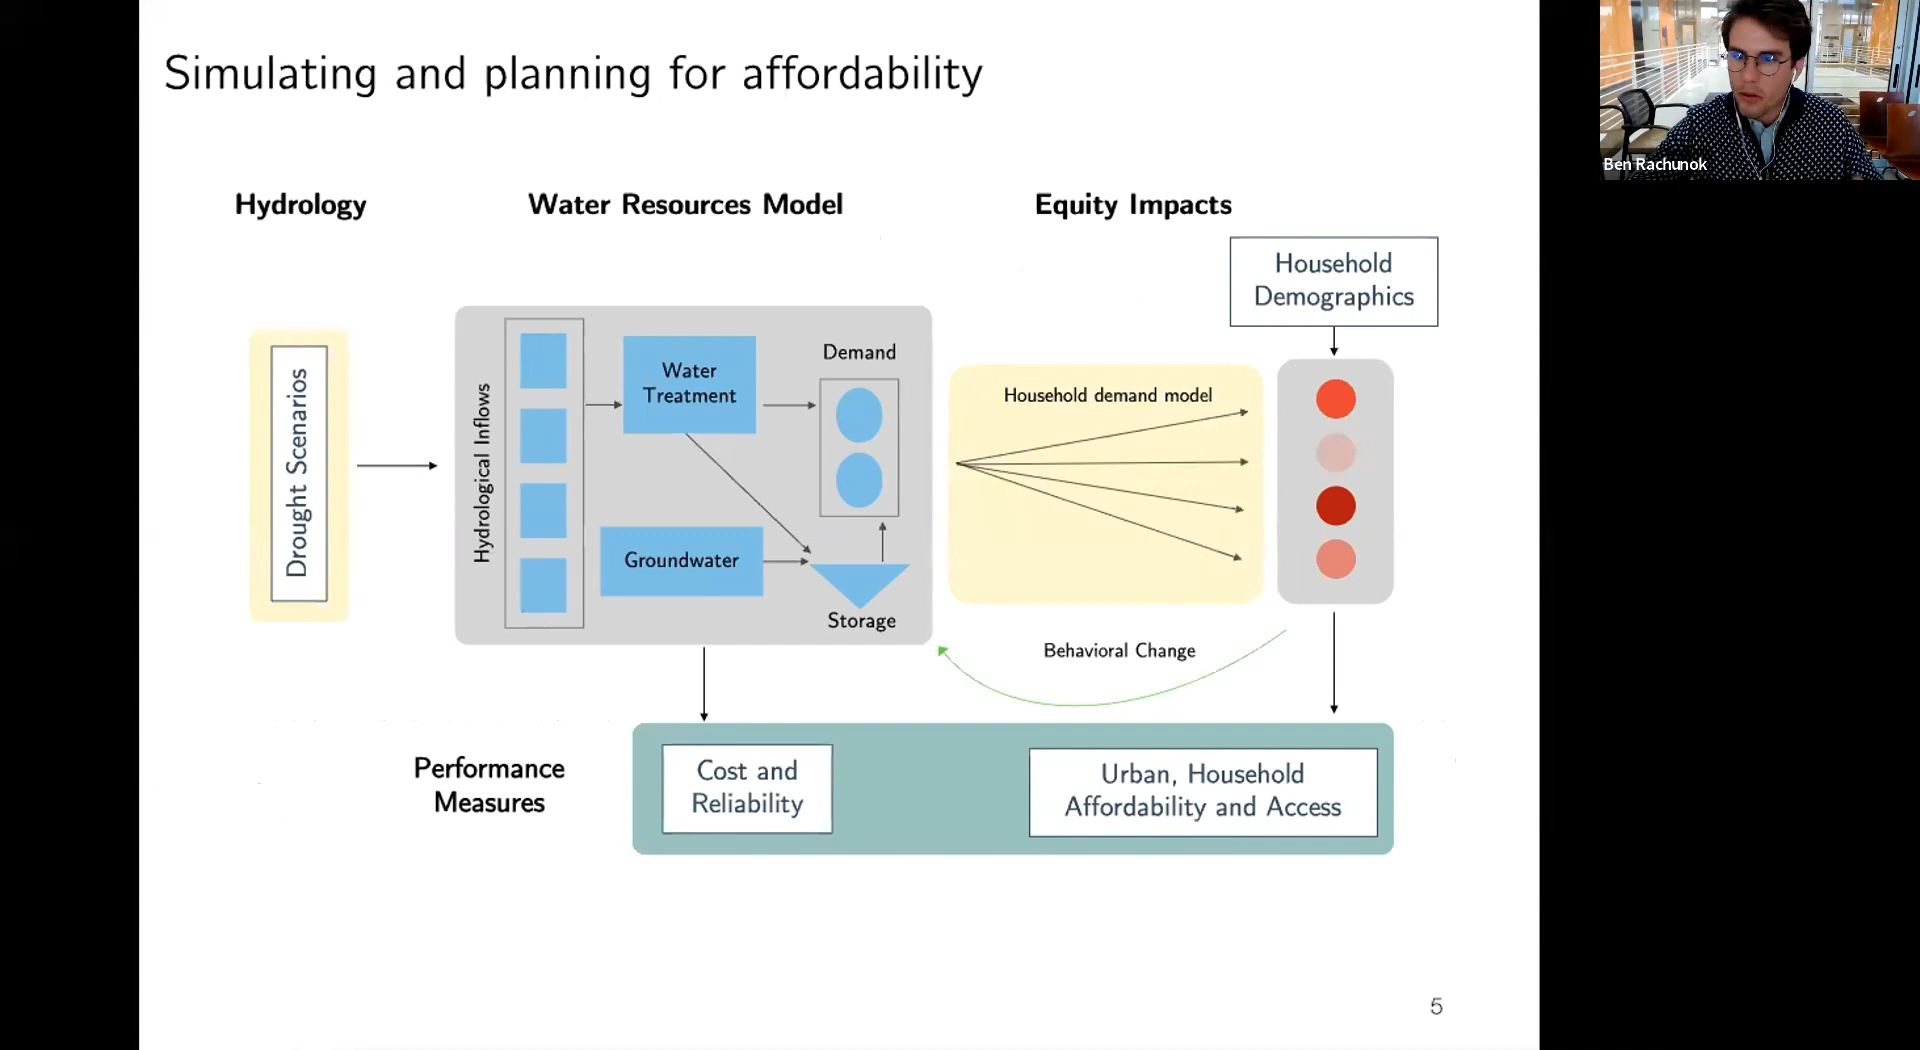 Simulating and planning for affordability
Ben Rachunok
Hydrology
Water Resources Model
Equity Impacts
Household
Demographics
Drought Scenarios
Hydrological Inflows
Water
Treatment
Demand
Groundwater
Storage
Household demand model
Behavioral Change
Performance
Measures
Cost and
Reliability
Urban, Household
Affordability and Access
5